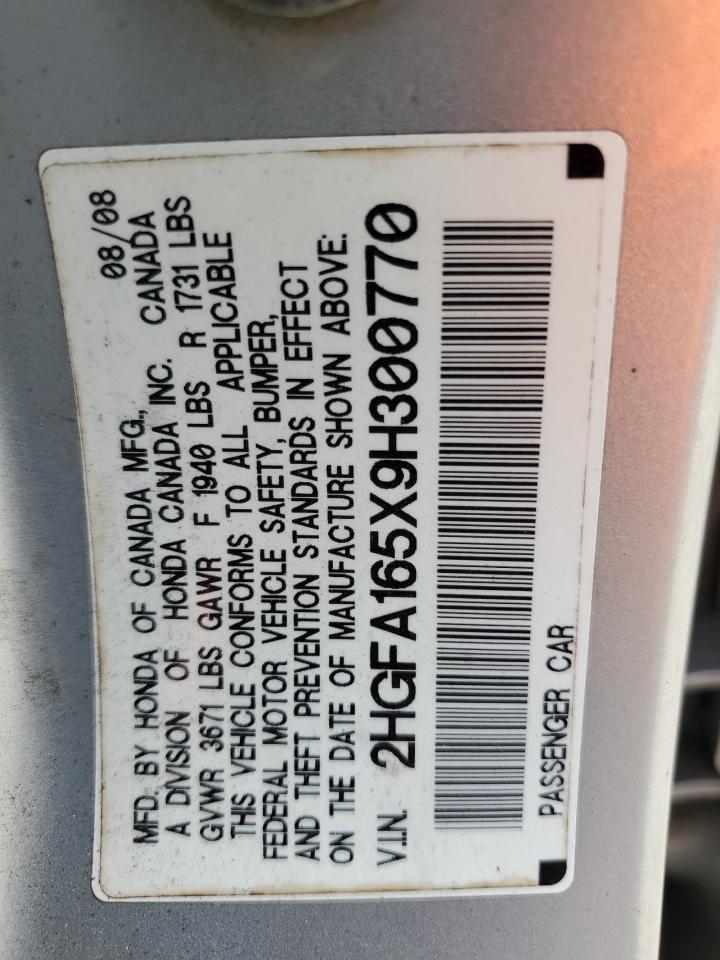 MFD. BY HONDA OF CANADA MFG., 08/08
A DIVISION OF HONDA CANADA INC. CANADA
GVWR 3671 LBS GAWR F 1940 LBS R 1731 LBS
THIS VEHICLE CONFORMS TO ALL APPLICABLE
FEDERAL MOTOR VEHICLE SAFETY, BUMPER,
AND THEFT PREVENTION STANDARDS IN EFFECT
ON THE DATE OF MANUFACTURE SHOWN ABOVE.
V.I.N. 2HGFA165X9H300770
PASSENGER CAR